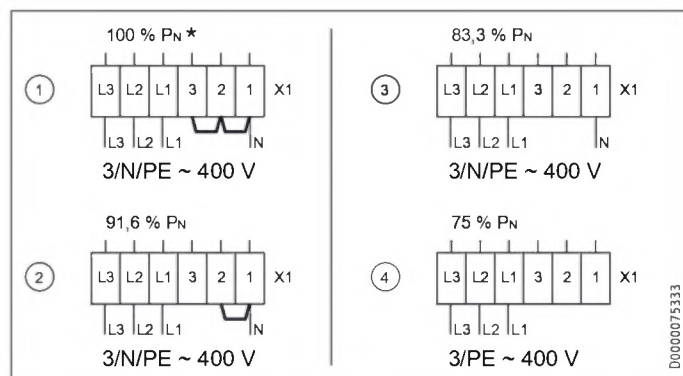 100 % PN *
1
L3 L2 L1 3 2 1 X1
L3 L2 L1 N
3/N/PE ~ 400 V
91,6 % PN
2
L3 L2 L1 3 2 1 X1
L3 L2 L1 N
3/N/PE ~ 400 V
83,3 % PN
3
L3 L2 L1 3 2 1 X1
L3 L2 L1 N
3/N/PE ~ 400 V
75 % PN
4
L3 L2 L1 3 2 1 X1
L3 L2 L1
3/PE ~ 400 V
D0000075333